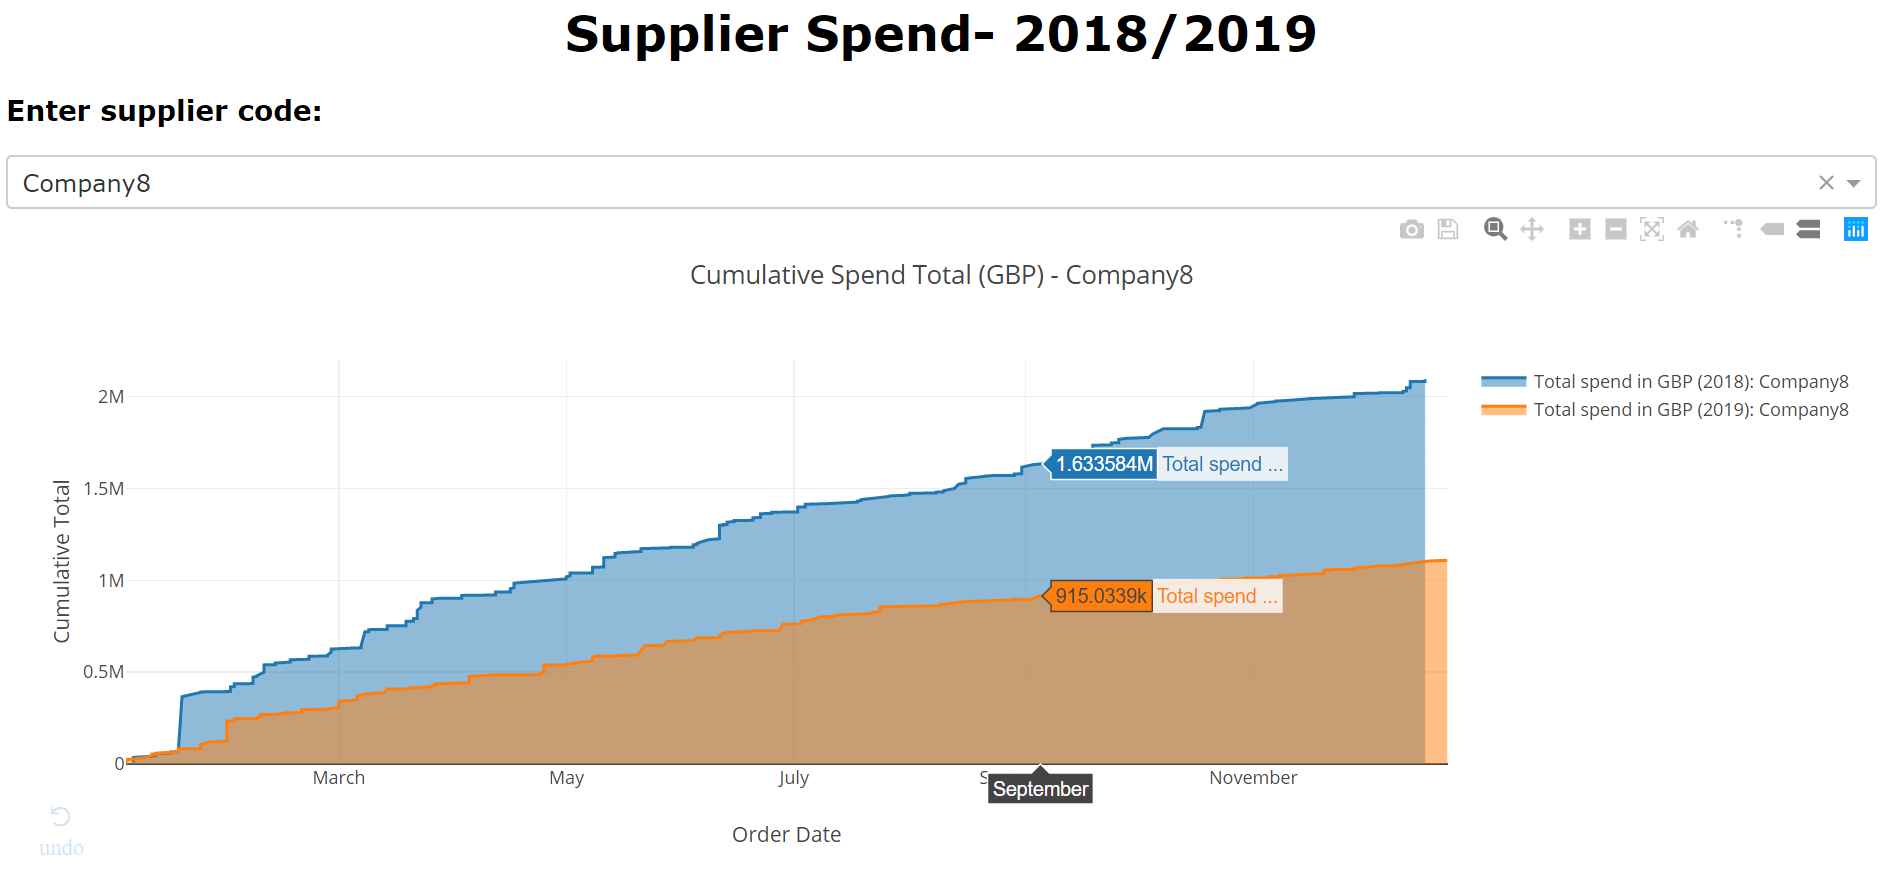 Supplier Spend- 2018/2019
Enter supplier code:
Company8
Cumulative Spend Total (GBP) - Company8
Total spend in GBP (2018): Company8
Total spend in GBP (2019): Company8
2M
1.5M
1M
0.5M
0
Cumulative Total
1.633584M Total spend ...
915.0339k Total spend ...
March May July S November
September
Order Date
undo